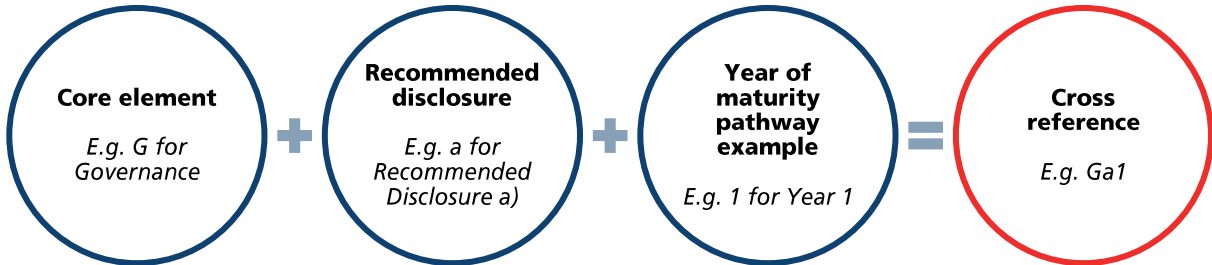 Core element
E.g. G for
Governance
+
Recommended
disclosure
E.g. a for
Recommended
Disclosure a)
+
Year of
maturity
pathway
example
E.g. 1 for Year 1
=
Cross
reference
E.g. Ga1